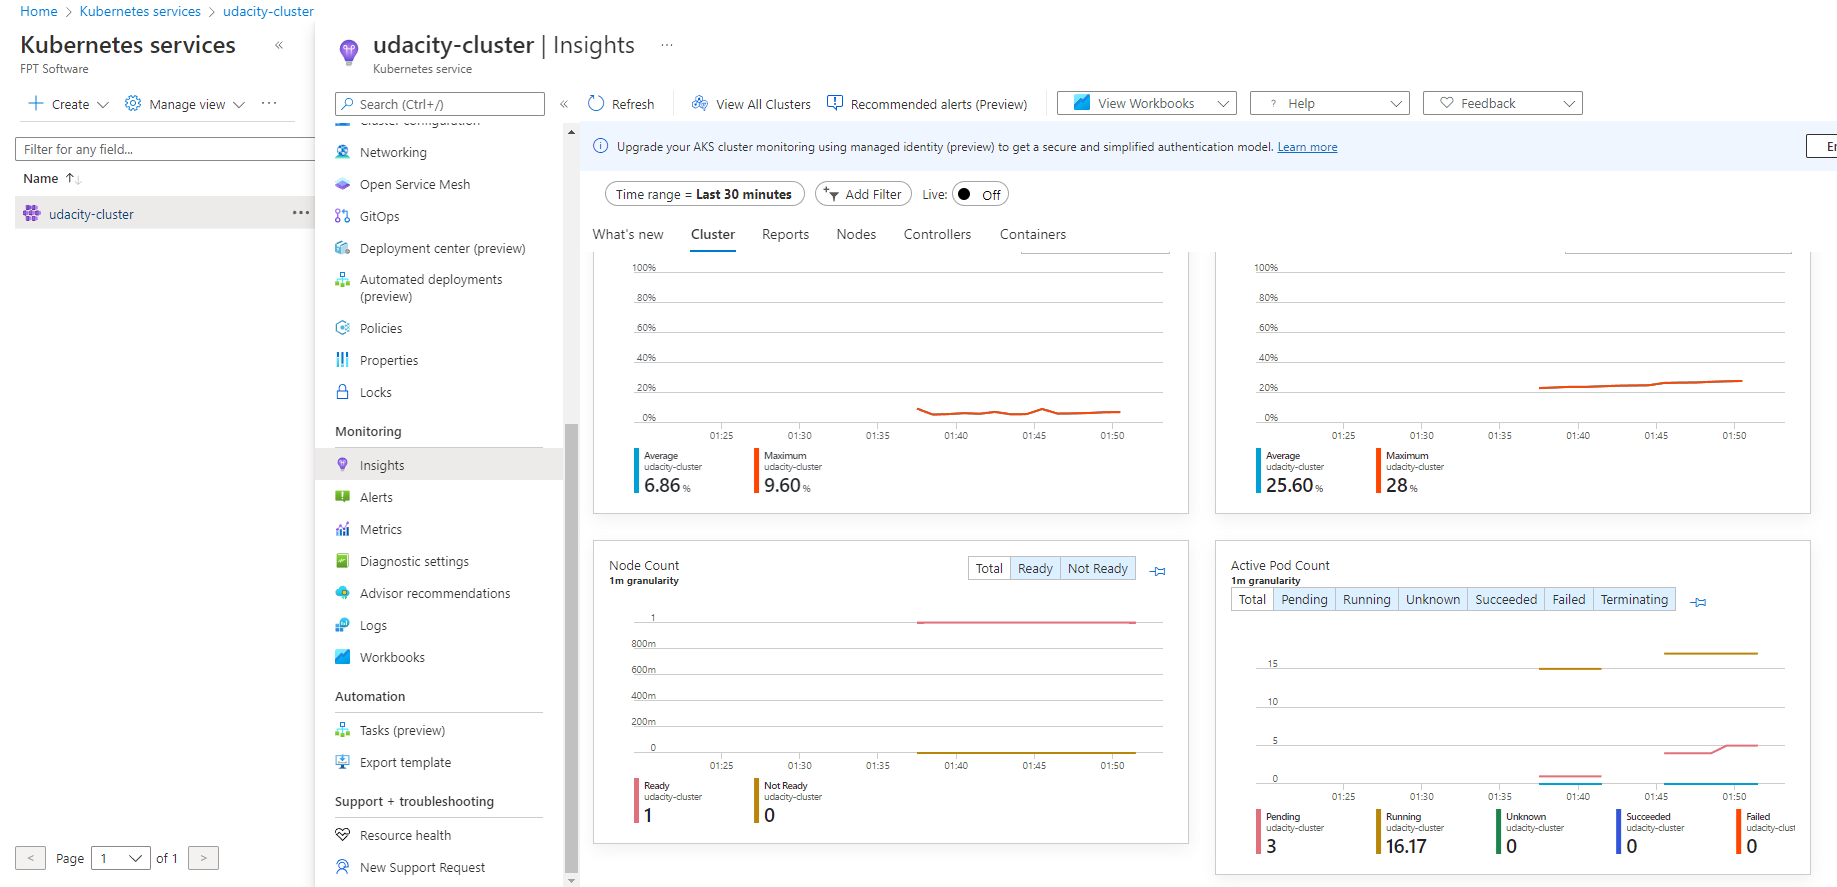 Home > Kubernetes services > udacity-cluster
Kubernetes services
FPT Software
Create
Manage view
Filter for any field...
Name
udacity-cluster
Page 1 of 1
udacity-cluster | Insights
Kubernetes service
Search (Ctrl+/)
Networking
Open Service Mesh
GitOps
Deployment center (preview)
Automated deployments
(preview)
Policies
Properties
Locks
Monitoring
Insights
Alerts
Metrics
Diagnostic settings
Advisor recommendations
Logs
Workbooks
Automation
Tasks (preview)
Export template
Support + troubleshooting
Resource health
New Support Request
Refresh
View All Clusters
Recommended alerts (Preview)
View Workbooks
? Help
Feedback
Upgrade your AKS cluster monitoring using managed identity (preview) to get a secure and simplified authentication model. Learn more
Time range = Last 30 minutes
Add Filter
Live: Off
What's new Cluster Reports Nodes Controllers Containers
100%
80%
60%
40%
20%
0%
01:25 01:30 01:35 01:40 01:45 01:50
Average
udacity-cluster
6.86 %
Maximum
udacity-cluster
9.60 %
100%
80%
60%
40%
20%
0%
01:25 01:30 01:35 01:40 01:45 01:50
Average
udacity-cluster
25.60 %
Maximum
udacity-cluster
28 %
Node Count
1m granularity
Total Ready Not Ready
1
800m
600m
400m
200m
0
01:25 01:30 01:35 01:40 01:45 01:50
Ready
udacity-cluster
1
Not Ready
udacity-cluster
0
Active Pod Count
1m granularity
Total Pending Running Unknown Succeeded Failed Terminating
15
10
5
0
01:25 01:30 01:35 01:40 01:45 01:50
Pending
udacity-cluster
3
Running
udacity-cluster
16.17
Unknown
udacity-cluster
0
Succeeded
udacity-cluster
0
Failed
udacity-clust
0